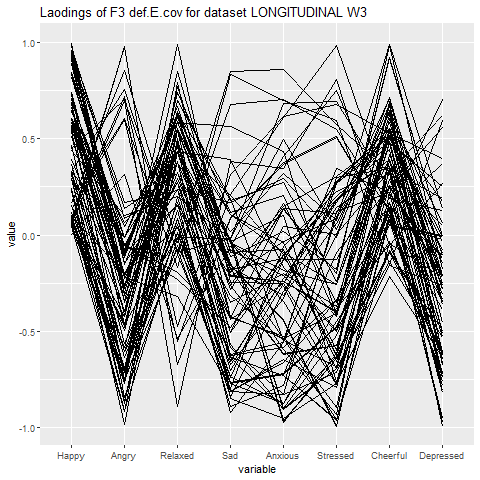 Laodings of F3 def.E.cov for dataset LONGITUDINAL W3
1.0
0.5
0.0
-0.5
-1.0
value
Happy Angry Relaxed Sad Anxious Stressed Cheerful Depressed
variable